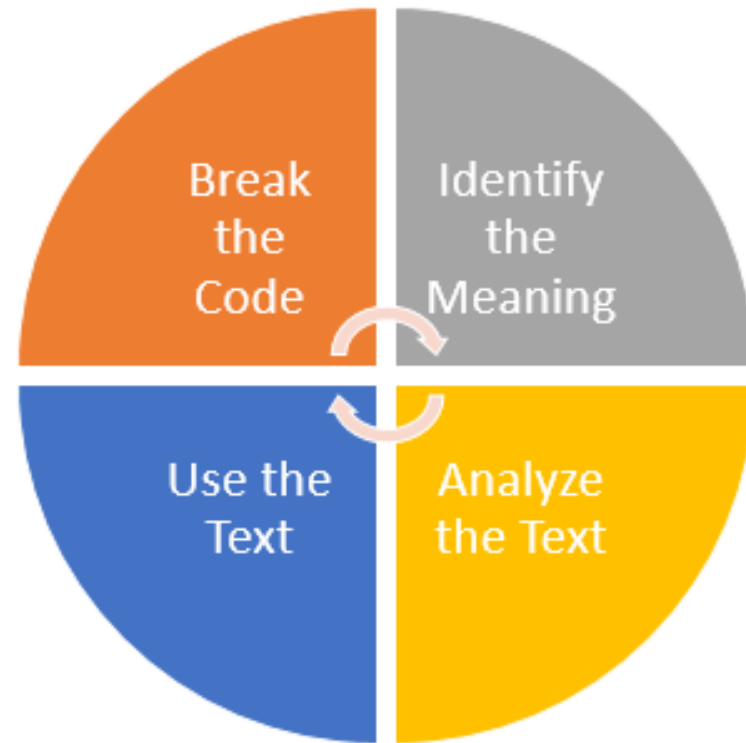 Break
the
Code
Identify
the
Meaning
Use the
Text
Analyze
the Text